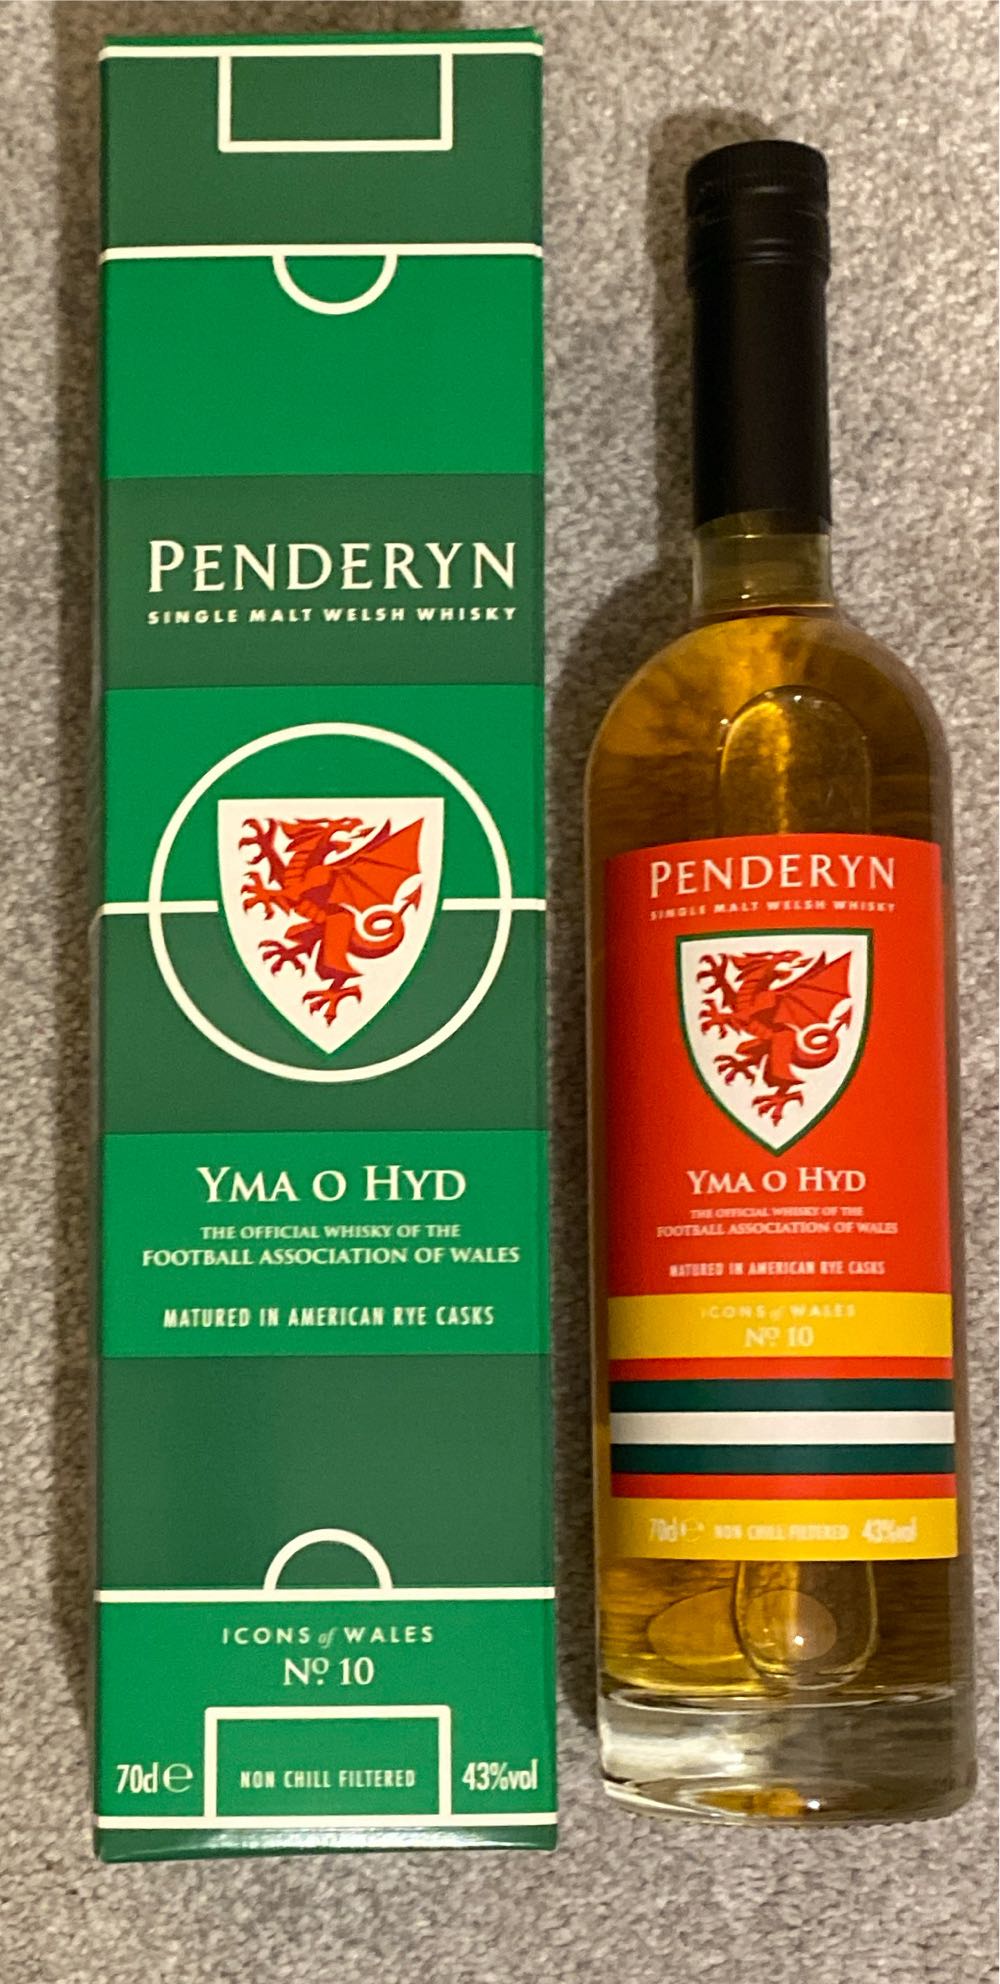 PENDERYN
SINGLE MALT WELSH WHISKY
YMA O HYD
THE OFFICIAL WHISKY OF THE
FOOTBALL ASSOCIATION OF WALES
MATURED IN AMERICAN RYE CASKS
ICONS of WALES
Nº 10
70cl e NON CHILL FILTERED 43%vol
PENDERYN
SINGLE MALT WELSH WHISKY
YMA O HYD
THE OFFICIAL WHISKY OF THE
FOOTBALL ASSOCIATION OF WALES
MATURED IN AMERICAN RYE CASKS
ICONS of WALES
Nº 10
70cl e NON CHILL FILTERED 43%vol